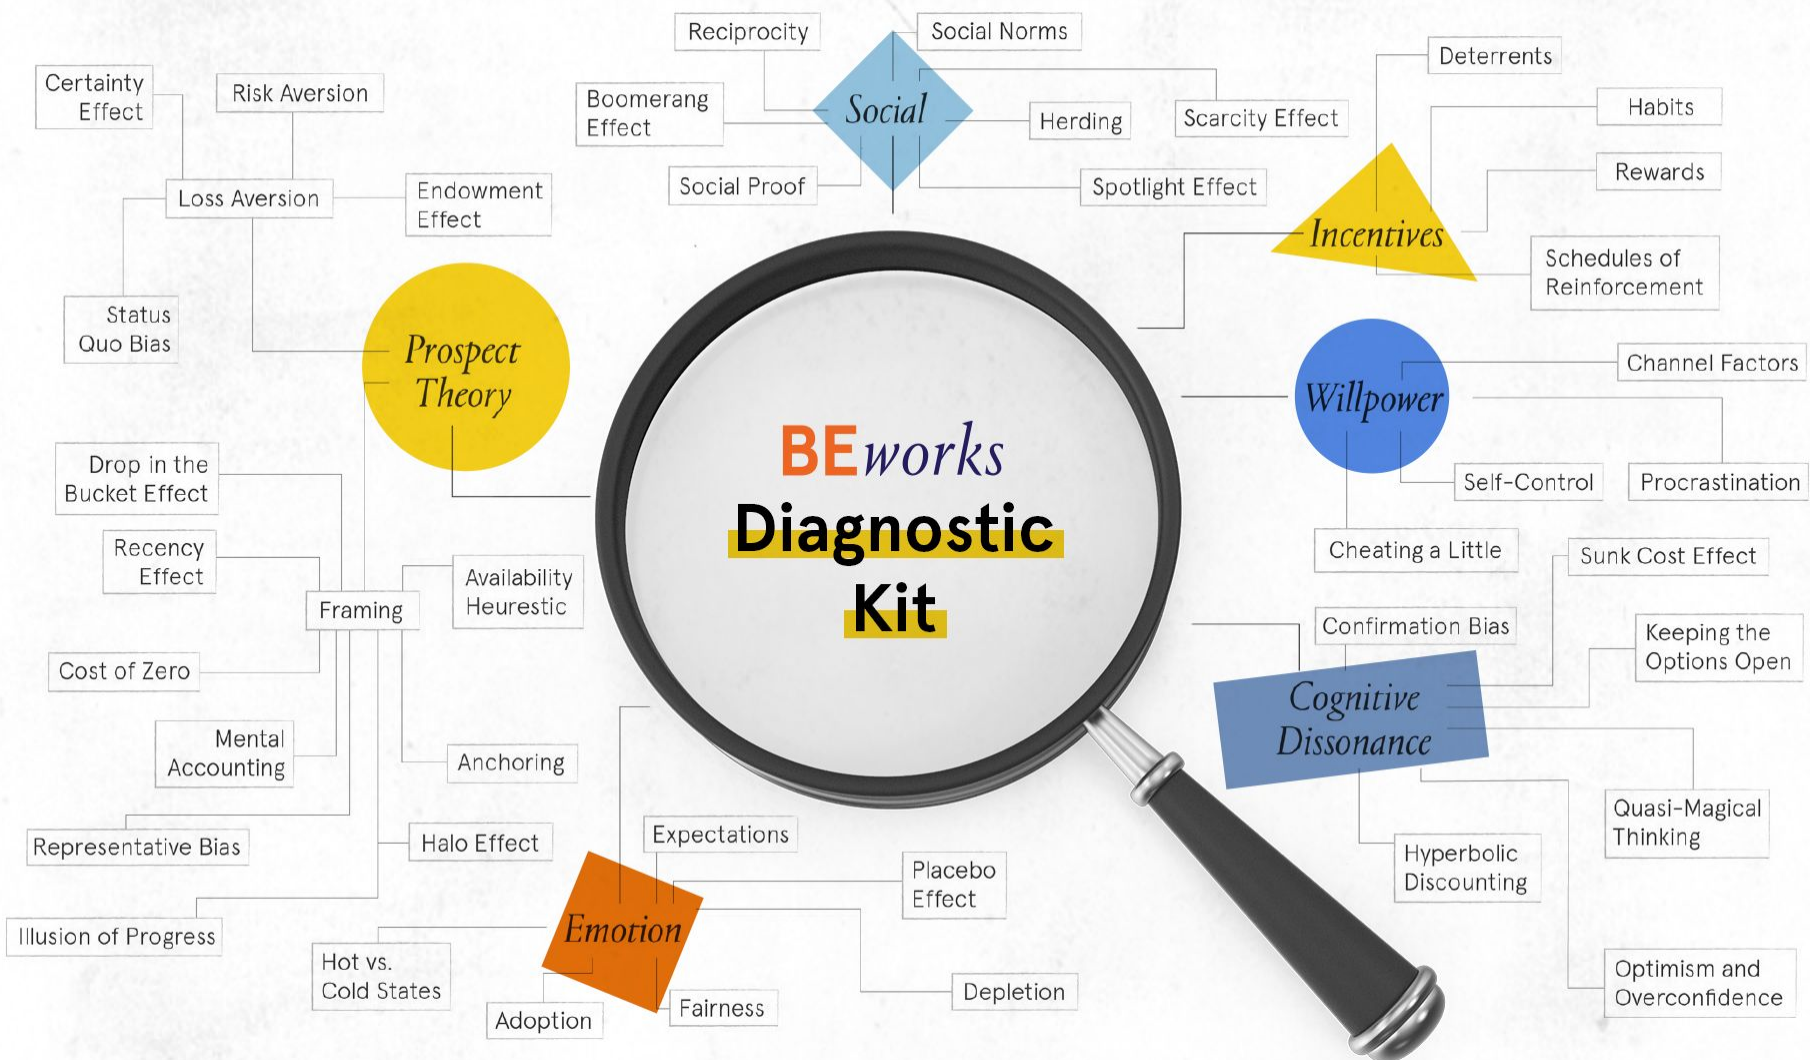 Reciprocity
Social Norms
Boomerang
Effect
Social
Herding
Scarcity Effect
Social Proof
Spotlight Effect
Certainty
Effect
Risk Aversion
Loss Aversion
Endowment
Effect
Status
Quo Bias
Prospect
Theory
Deterrents
Habits
Rewards
Incentives
Schedules of
Reinforcement
Channel Factors
Willpower
Self-Control
Procrastination
Cheating a Little
BEworks
Diagnostic
Kit
Drop in the
Bucket Effect
Recency
Effect
Availability
Heurestic
Framing
Cost of Zero
Mental
Accounting
Anchoring
Representative Bias
Halo Effect
Illusion of Progress
Sunk Cost Effect
Confirmation Bias
Keeping the
Options Open
Cognitive
Dissonance
Quasi-Magical
Thinking
Hyperbolic
Discounting
Optimism and
Overconfidence
Expectations
Placebo
Effect
Emotion
Hot vs.
Cold States
Adoption
Fairness
Depletion